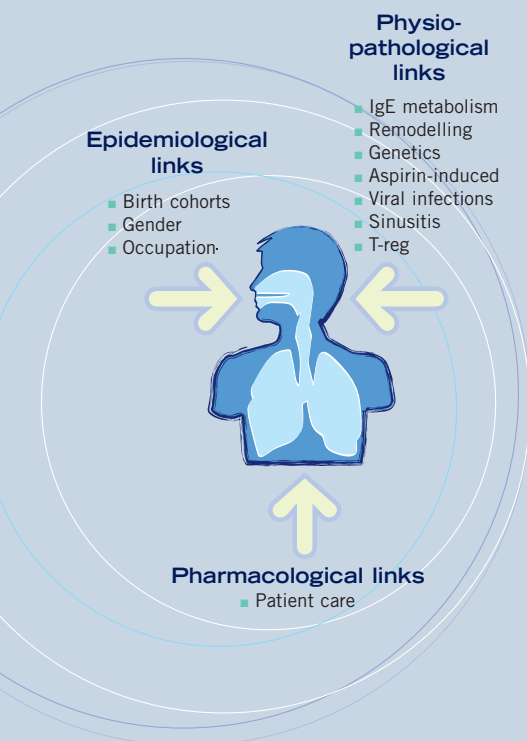 Physio-
pathological
links
IgE metabolism
Remodelling
Genetics
Aspirin-induced
Viral infections
Sinusitis
T-reg
Epidemiological
links
Birth cohorts
Gender
Occupation
Pharmacological links
Patient care